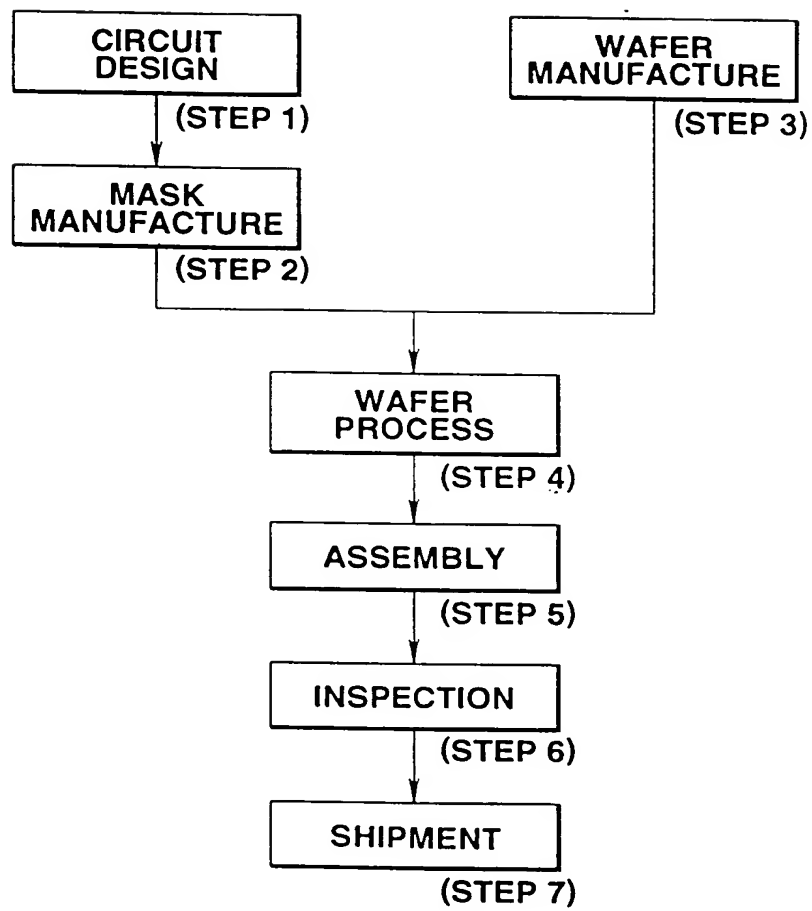 CIRCUIT
DESIGN
(STEP 1)
WAFER
MANUFACTURE
(STEP 3)
MASK
MANUFACTURE
(STEP 2)
WAFER
PROCESS
(STEP 4)
ASSEMBLY
(STEP 5)
INSPECTION
(STEP 6)
SHIPMENT
(STEP 7)